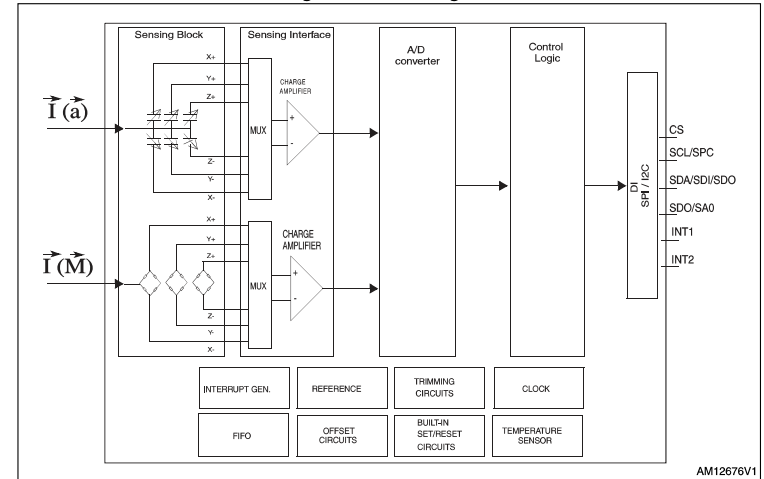 Sensing Block
Sensing Interface
A/D
converter
Control
Logic
X+
Y+
Z+
CHARGE
AMPLIFIER
I (a)
MUX
+
-
Z-
Y-
X-
CS
SCL/SPC
SDA/SDI/SDO
SDO/SA0
INT1
INT2
DI
SPI / I2C
X+
Y+
Z+
CHARGE
AMPLIFIER
I (M)
MUX
+
-
Z-
Y-
X-
INTERRUPT GEN.
REFERENCE
TRIMMING
CIRCUITS
CLOCK
FIFO
OFFSET
CIRCUITS
BUILT-IN
SET/RESET
CIRCUITS
TEMPERATURE
SENSOR
AM12676V1